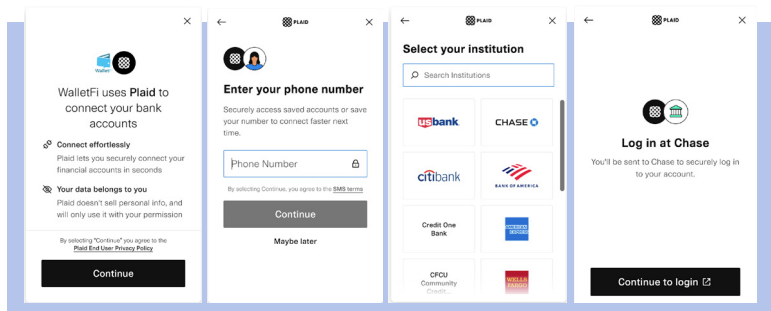 Wallet
WalletFi uses Plaid to
connect your bank
accounts
Connect effortlessly
Plaid lets you securely connect your
financial accounts in seconds
Your data belongs to you
Plaid doesn't sell personal info, and
will only use it with your permission
By selecting "Continue" you agree to the
Plaid End User Privacy Policy
Continue
PLAID
Enter your phone number
Securely access saved accounts or save
your number to connect faster next
time.
Phone Number
By selecting Continue, you agree to the SMS terms
Continue
Maybe later
PLAID
Select your institution
Search Institutions
usbank
CHASE
citibank
BANK OF AMERICA
Credit One
Bank
AMERICAN
EXPRESS
CFCU
Community
Credit...
WELLS
FARGO
PLAID
Log in at Chase
You'll be sent to Chase to securely log in
to your account.
Continue to login